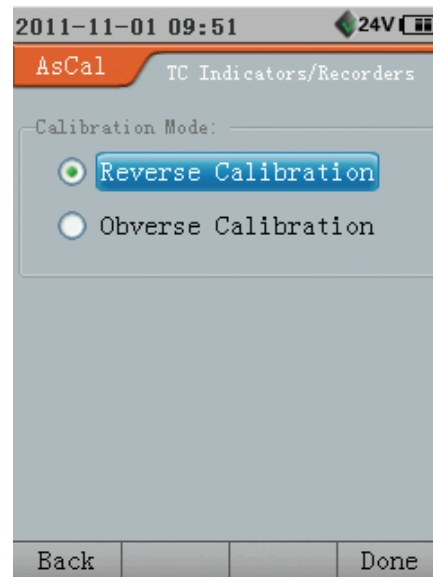 2011-11-01 09:51 24V
AsCal TC Indicators/Recorders
Calibration Mode:
Reverse Calibration
Obverse Calibration
Back Done